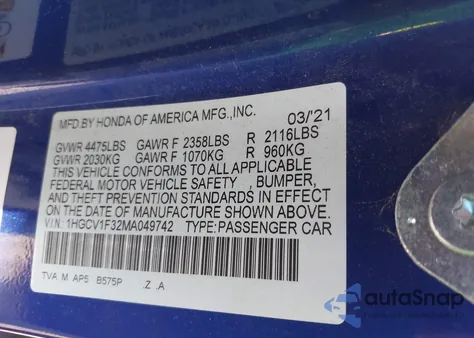 MFD.BY HONDA OF AMERICA MFG.,INC. 03/'21
GVWR 4475LBS GAWR F 2358LBS R 2116LBS
GVWR 2030KG GAWR F 1070KG R 960KG
THIS VEHICLE CONFORMS TO ALL APPLICABLE
FEDERAL MOTOR VEHICLE SAFETY , BUMPER,
AND THEFT PREVENTION STANDARDS IN EFFECT
ON THE DATE OF MANUFACTURE SHOWN ABOVE.
V.I.N: 1HGCV1F32MA049742 TYPE:PASSENGER CAR
TVA M AP5 B575P .Z .A
autoSnap